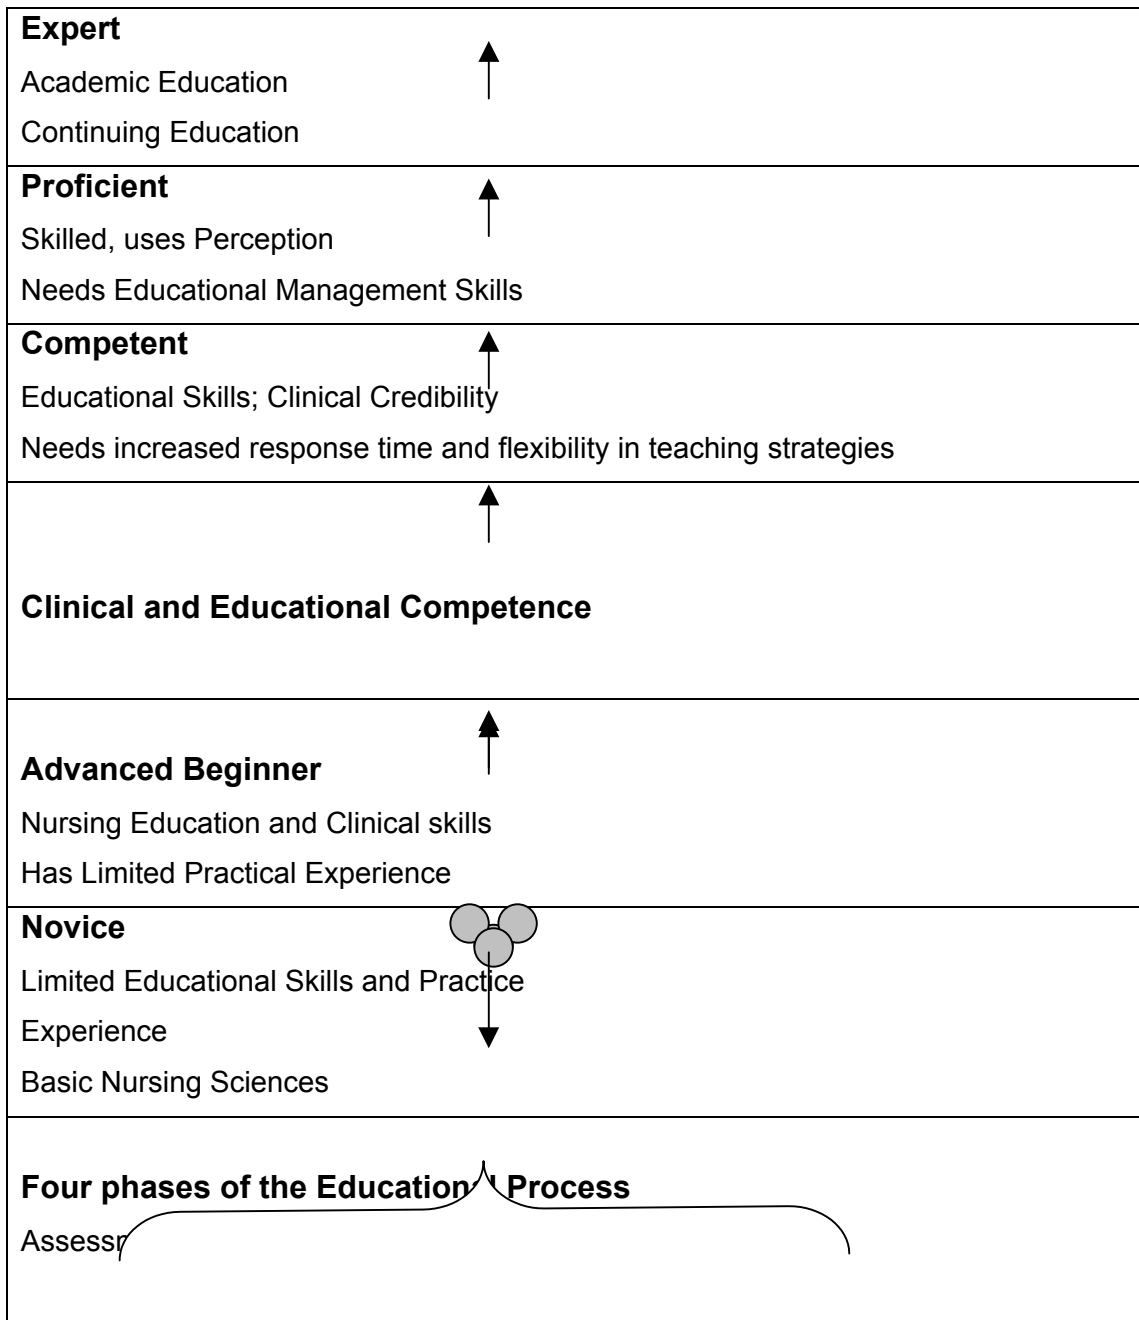 Expert
Academic Education
Continuing Education
Proficient
Skilled, uses Perception
Needs Educational Management Skills
Competent
Educational Skills; Clinical Credibility
Needs increased response time and flexibility in teaching strategies
Clinical and Educational Competence
Advanced Beginner
Nursing Education and Clinical skills
Has Limited Practical Experience
Novice
Limited Educational Skills and Practice
Experience
Basic Nursing Sciences
Four phases of the Educational Process